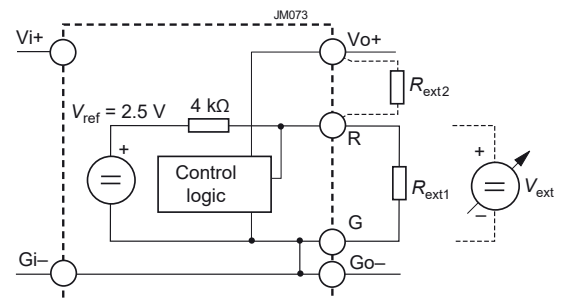 JM073
Vi+
Vo+
Rext2
Vref = 2.5 V
4 kΩ
R
+
+
Control
logic
Rext1
Vext
–
G
Gi–
Go–